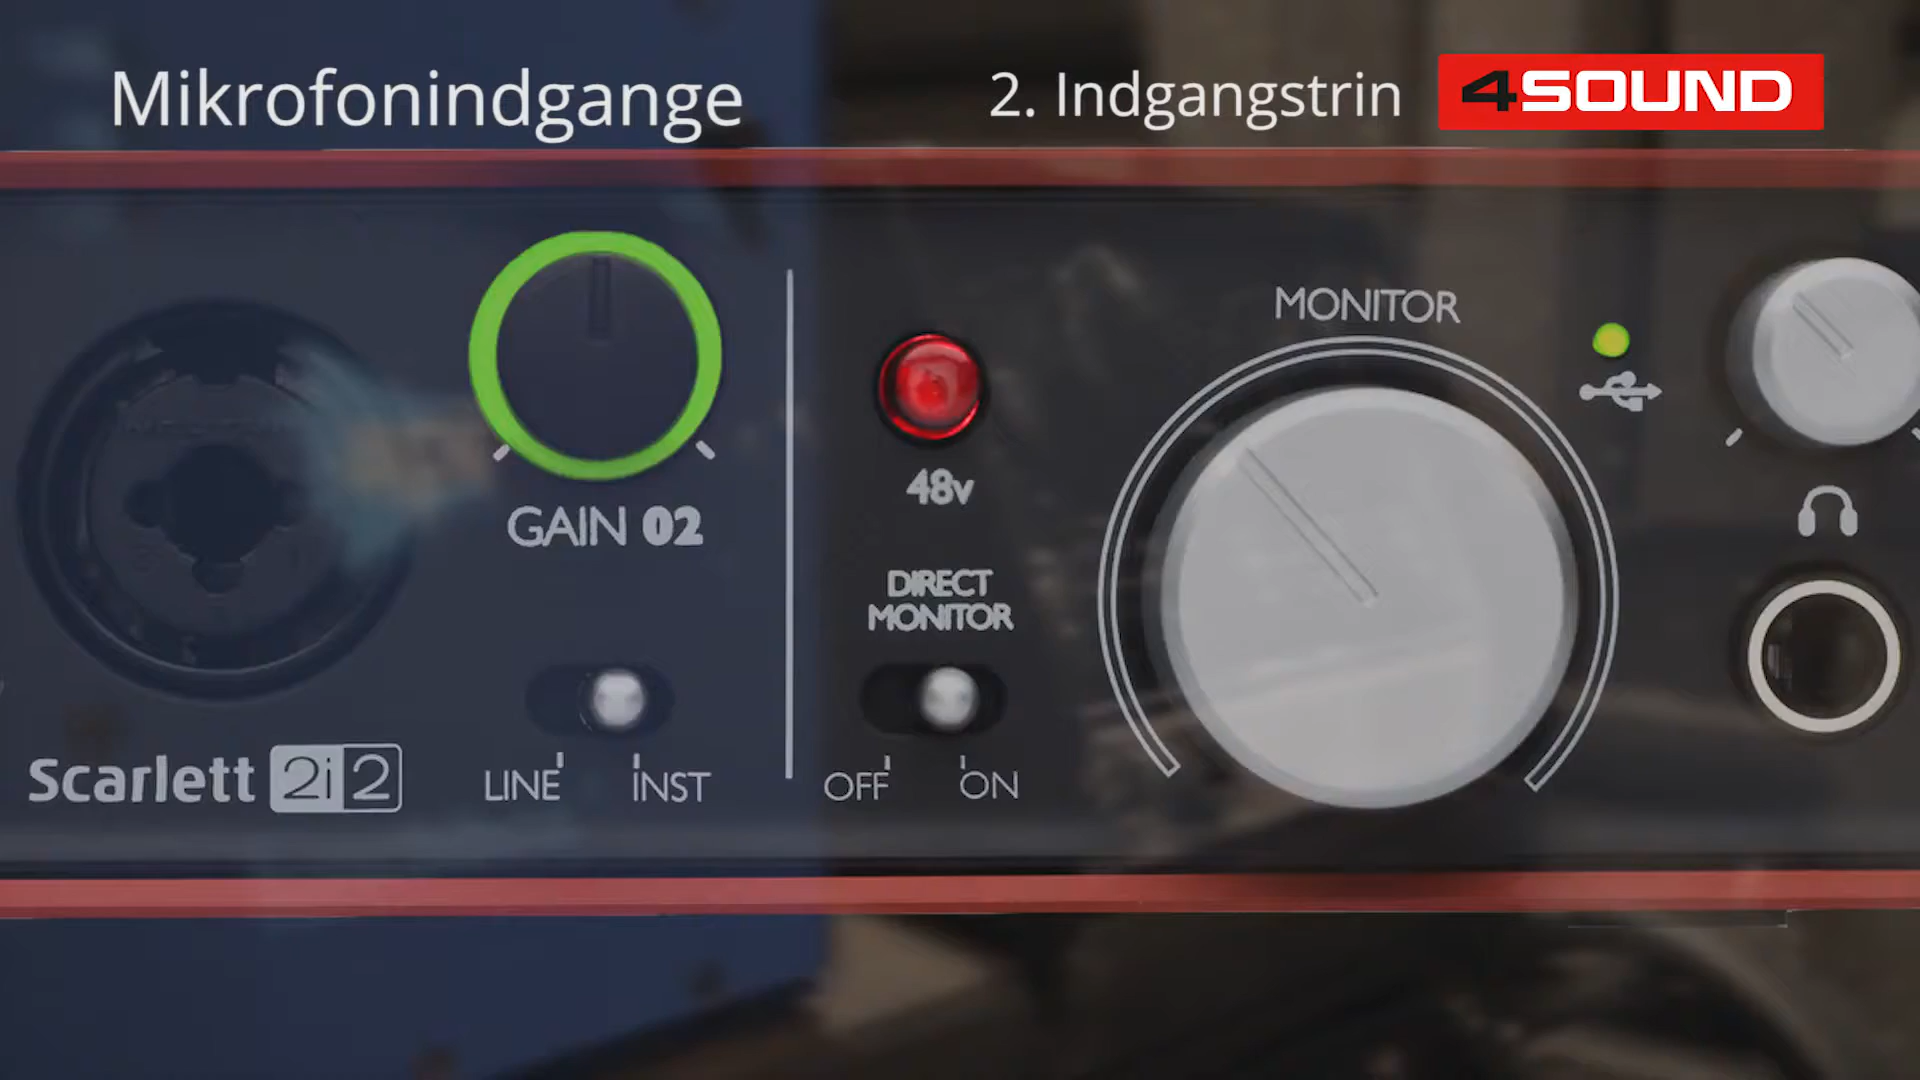 Mikrofonindgange
2. Indgangstrin
4SOUND
MONITOR
48v
GAIN 02
DIRECT
MONITOR
Scarlett 2i2
LINE
INST
OFF
ON